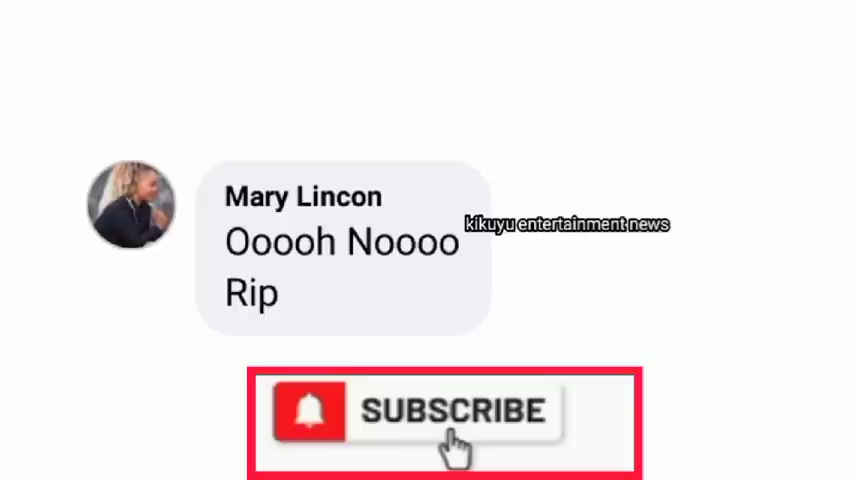 Mary Lincon
Ooooh Noooo
Rip
kikuyu entertainment news
SUBSCRIBE